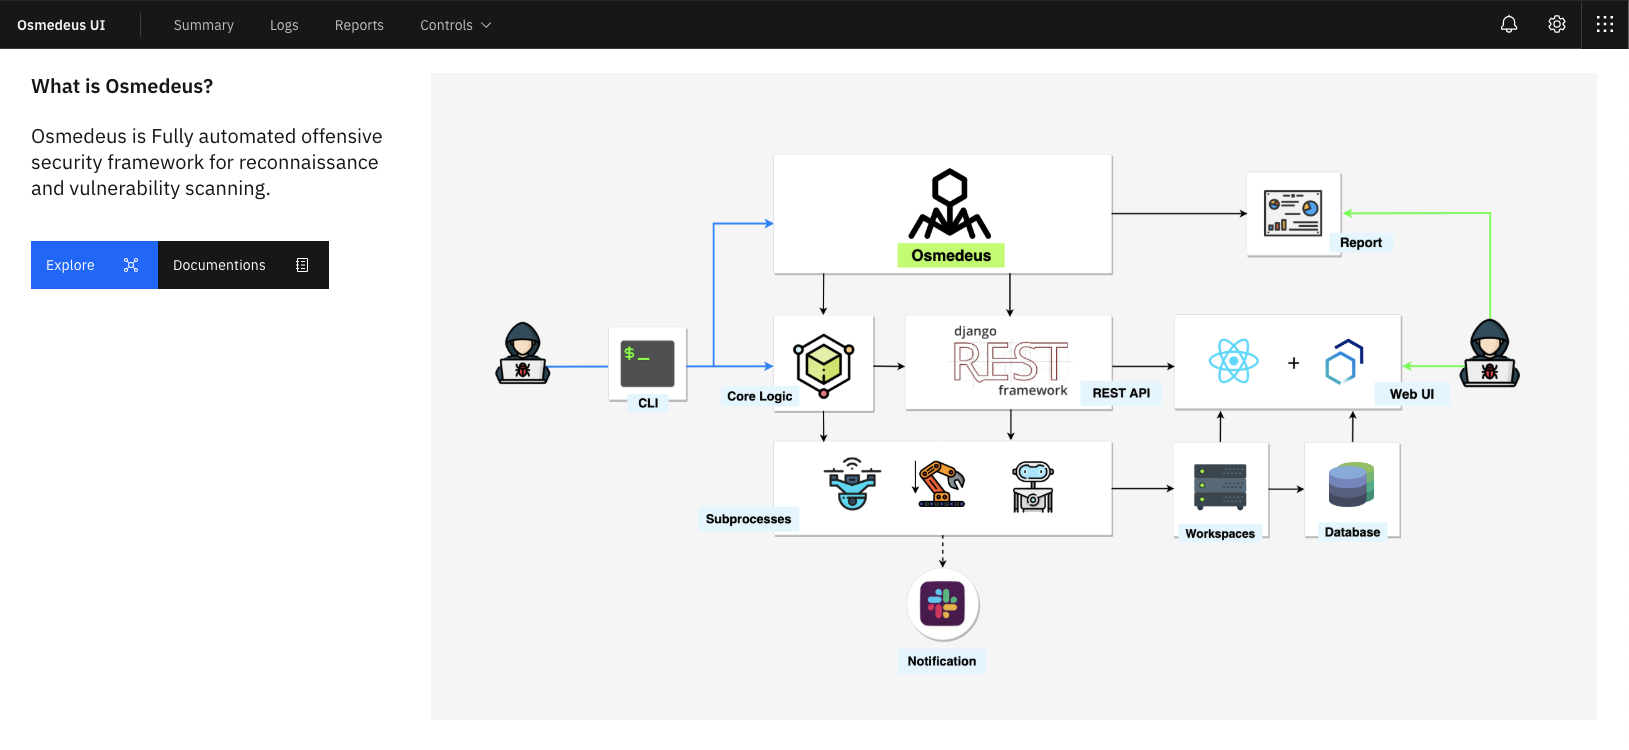 Osmedeus UI
Summary
Logs
Reports
Controls
What is Osmedeus?
Osmedeus is Fully automated offensive
security framework for reconnaissance
and vulnerability scanning.
Explore
Documentions
Osmedeus
Report
$_
CLI
Core Logic
django
REST
framework
REST API
+
Web UI
Subprocesses
Workspaces
Database
Notification